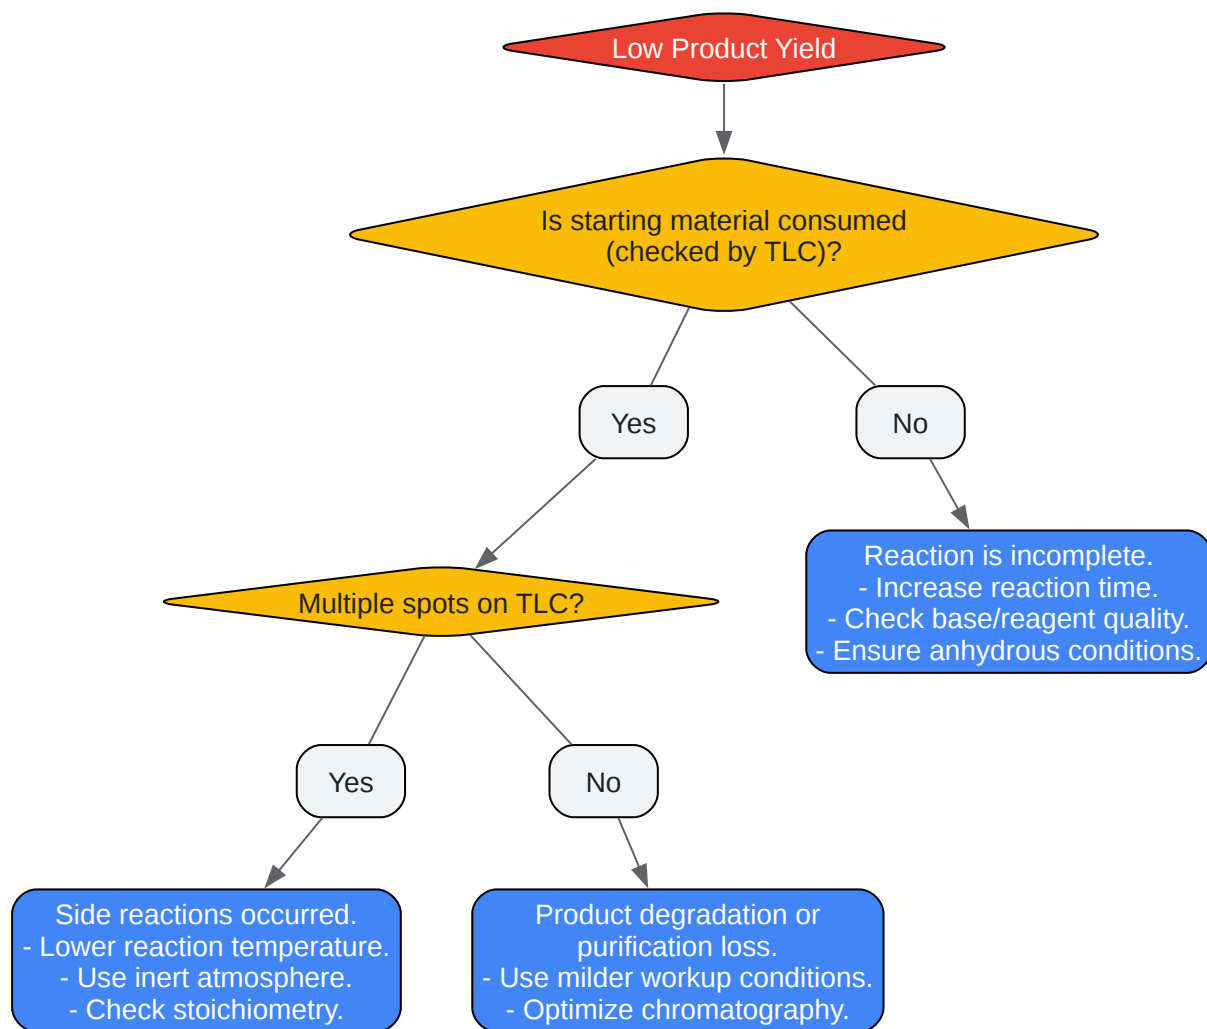 Low Product Yield
Is starting material consumed
(checked by TLC)?
Yes
No
Reaction is incomplete.
- Increase reaction time.
- Check base/reagent quality.
- Ensure anhydrous conditions.
Multiple spots on TLC?
Yes
No
Side reactions occurred.
- Lower reaction temperature.
- Use inert atmosphere.
- Check stoichiometry.
Product degradation or
purification loss.
- Use milder workup conditions.
- Optimize chromatography.